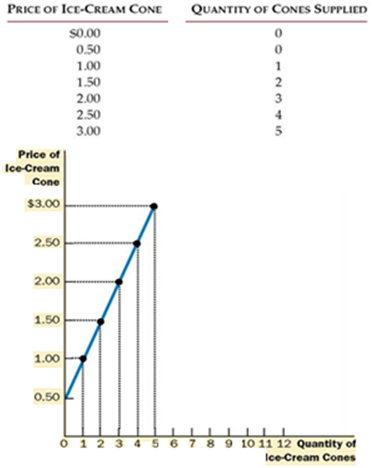 PRICE OF ICE-CREAM CONE QUANTITY OF CONES SUPPLIED
$0.00 0
0.50 0
1.00 1
1.50 2
2.00 3
2.50 4
3.00 5
Price of
Ice-Cream
Cone
$3.00
2.50
2.00
1.50
1.00
0.50
0 1 2 3 4 5 6 7 8 9 10 11 12 Quantity of
Ice-Cream Cones